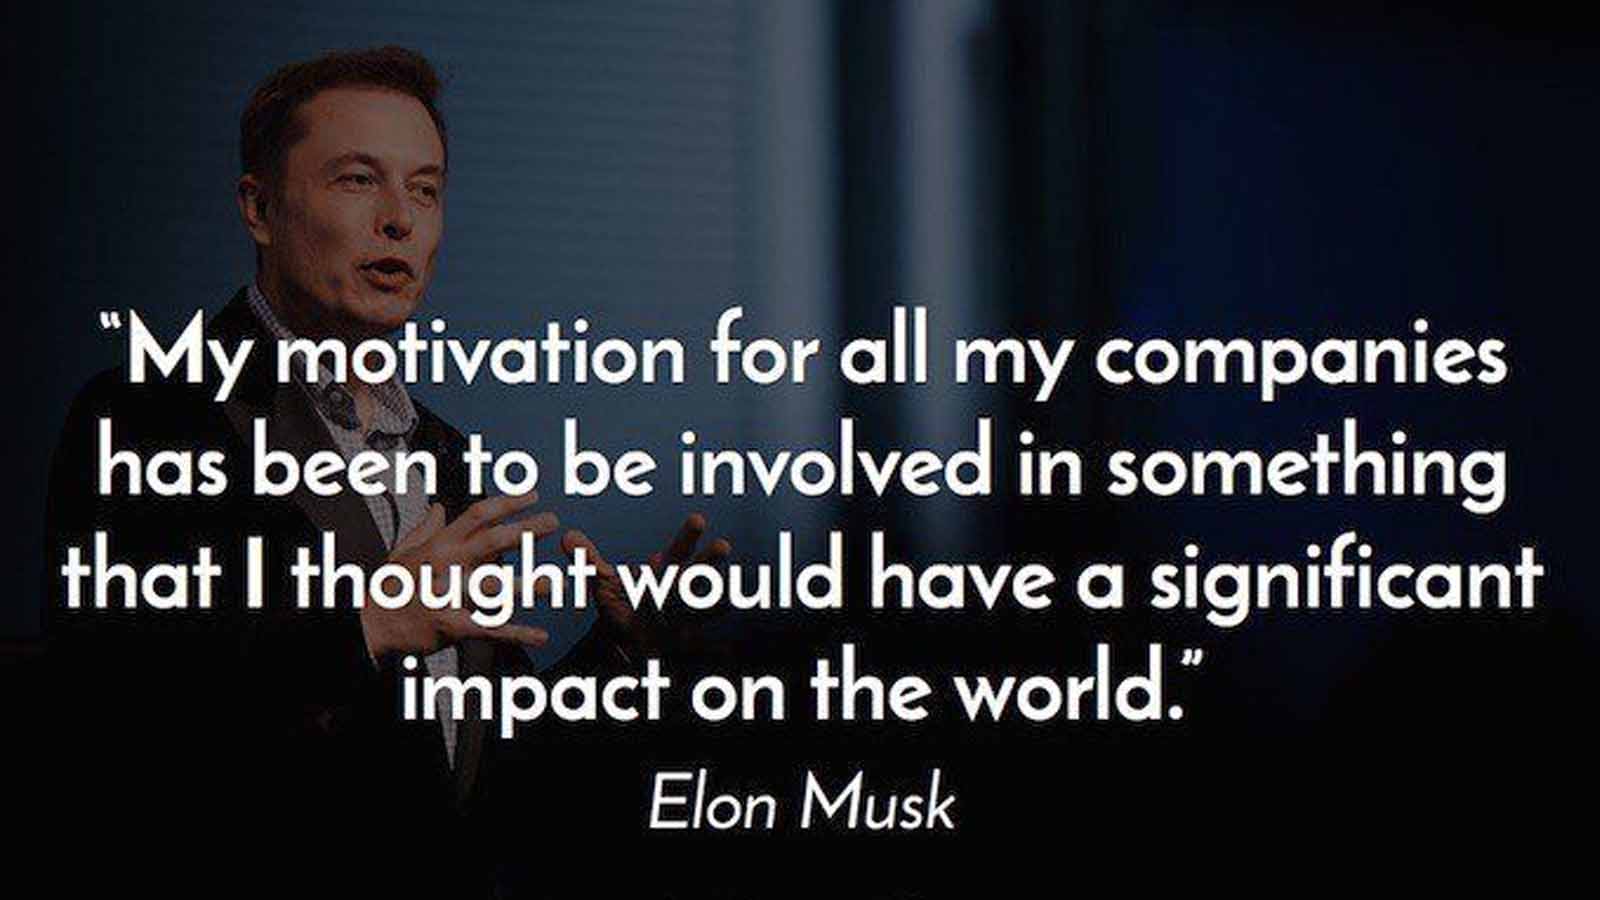 “My motivation for all my companies
has been to be involved in something
that I thought would have a significant
impact on the world.”
Elon Musk